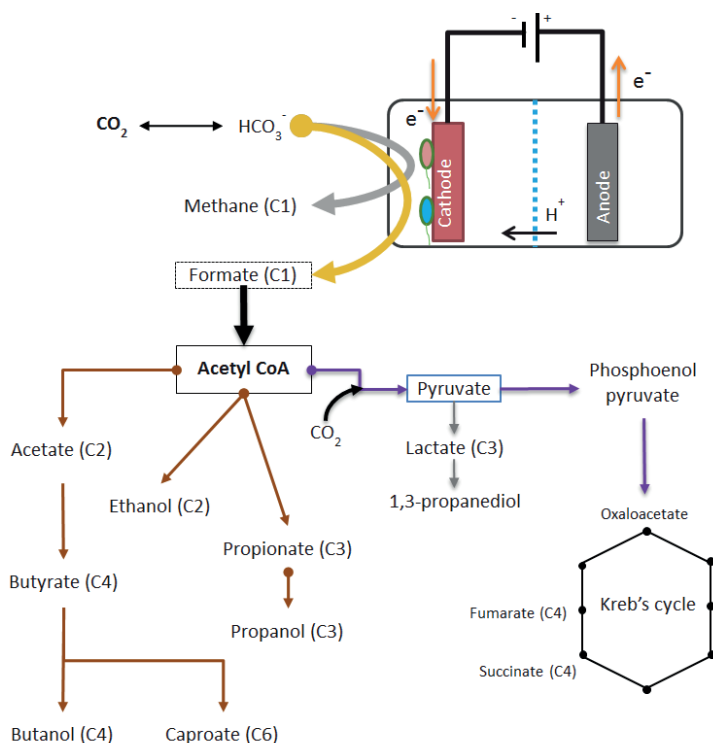 - +
e⁻
e⁻
CO₂
HCO₃⁻
Cathode
Anode
Methane (C1)
H⁺
Formate (C1)
Acetyl CoA
Pyruvate
Phosphoenol
pyruvate
CO₂
Acetate (C2)
Lactate (C3)
Ethanol (C2)
1,3-propanediol
Oxaloacetate
Propionate (C3)
Butyrate (C4)
Fumarate (C4)
Kreb's cycle
Propanol (C3)
Succinate (C4)
Butanol (C4)
Caproate (C6)